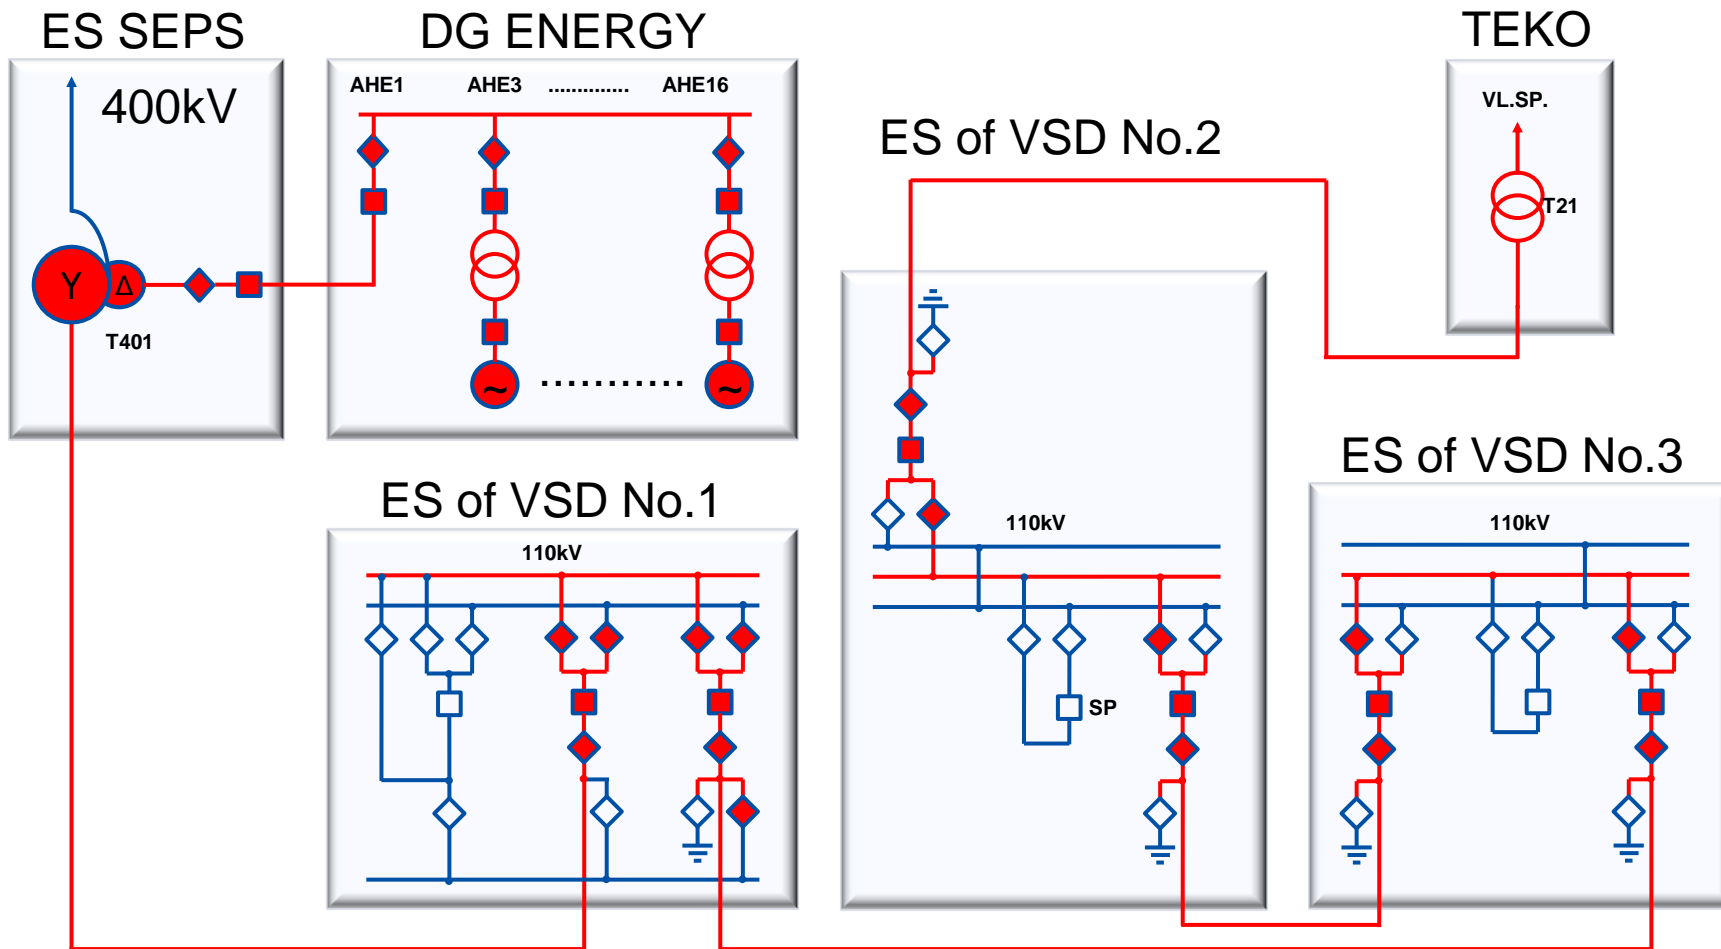 ES SEPS
DG ENERGY
TEKO
400kV
AHE1
AHE3
..............
AHE16
VL.SP.
ES of VSD No.2
T21
Y
Δ
T401
~
...........
~
ES of VSD No.3
ES of VSD No.1
110kV
110kV
110kV
SP